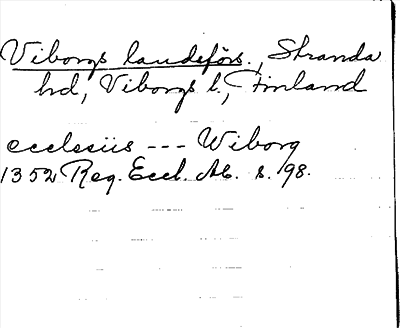 Viborgs landsförs., Stranda
hd, Viborgs l., Finland
ecclesiis --- Wiborg
1352 Reg. Eccl. Ab. s. 98.